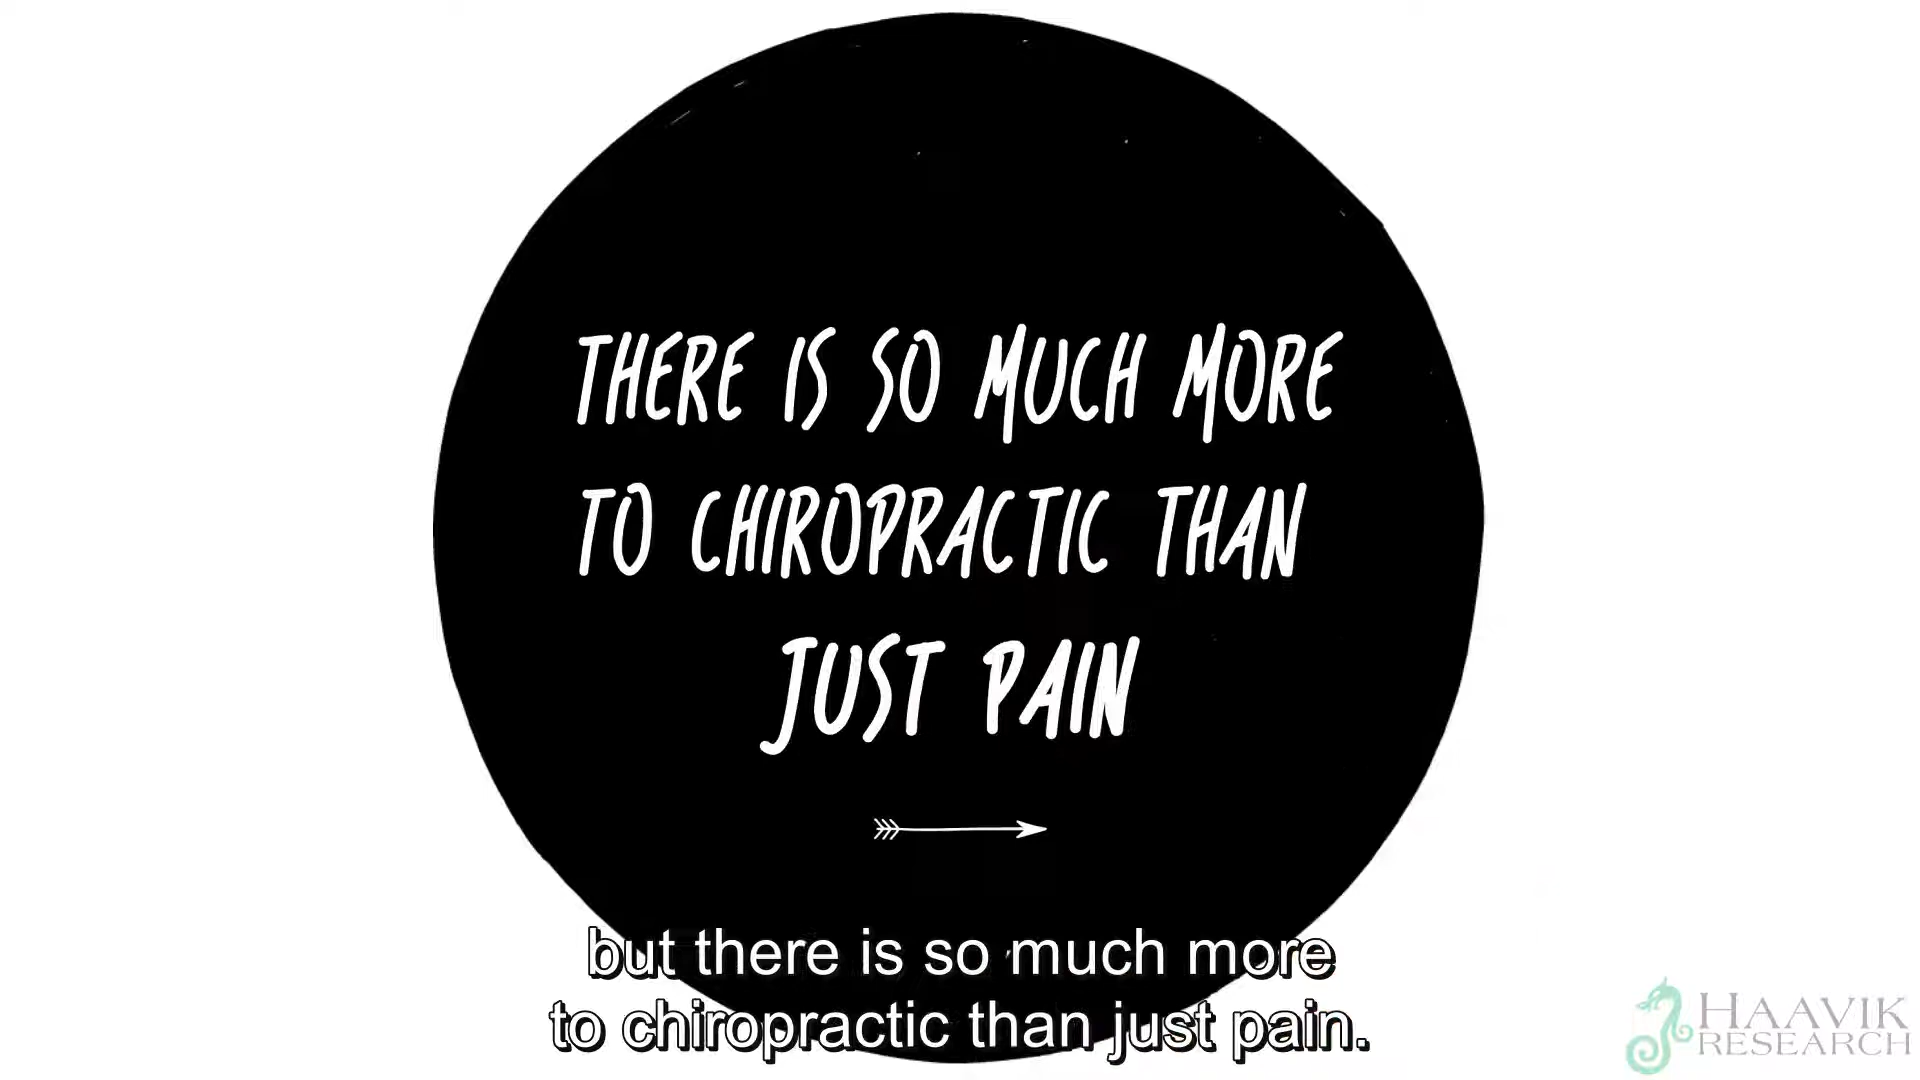 THERE IS SO MUCH MORE
TO CHIROPRACTIC THAN
JUST PAIN
but there is so much more
to chiropractic than just pain.
HAAVIK
RESEARCH